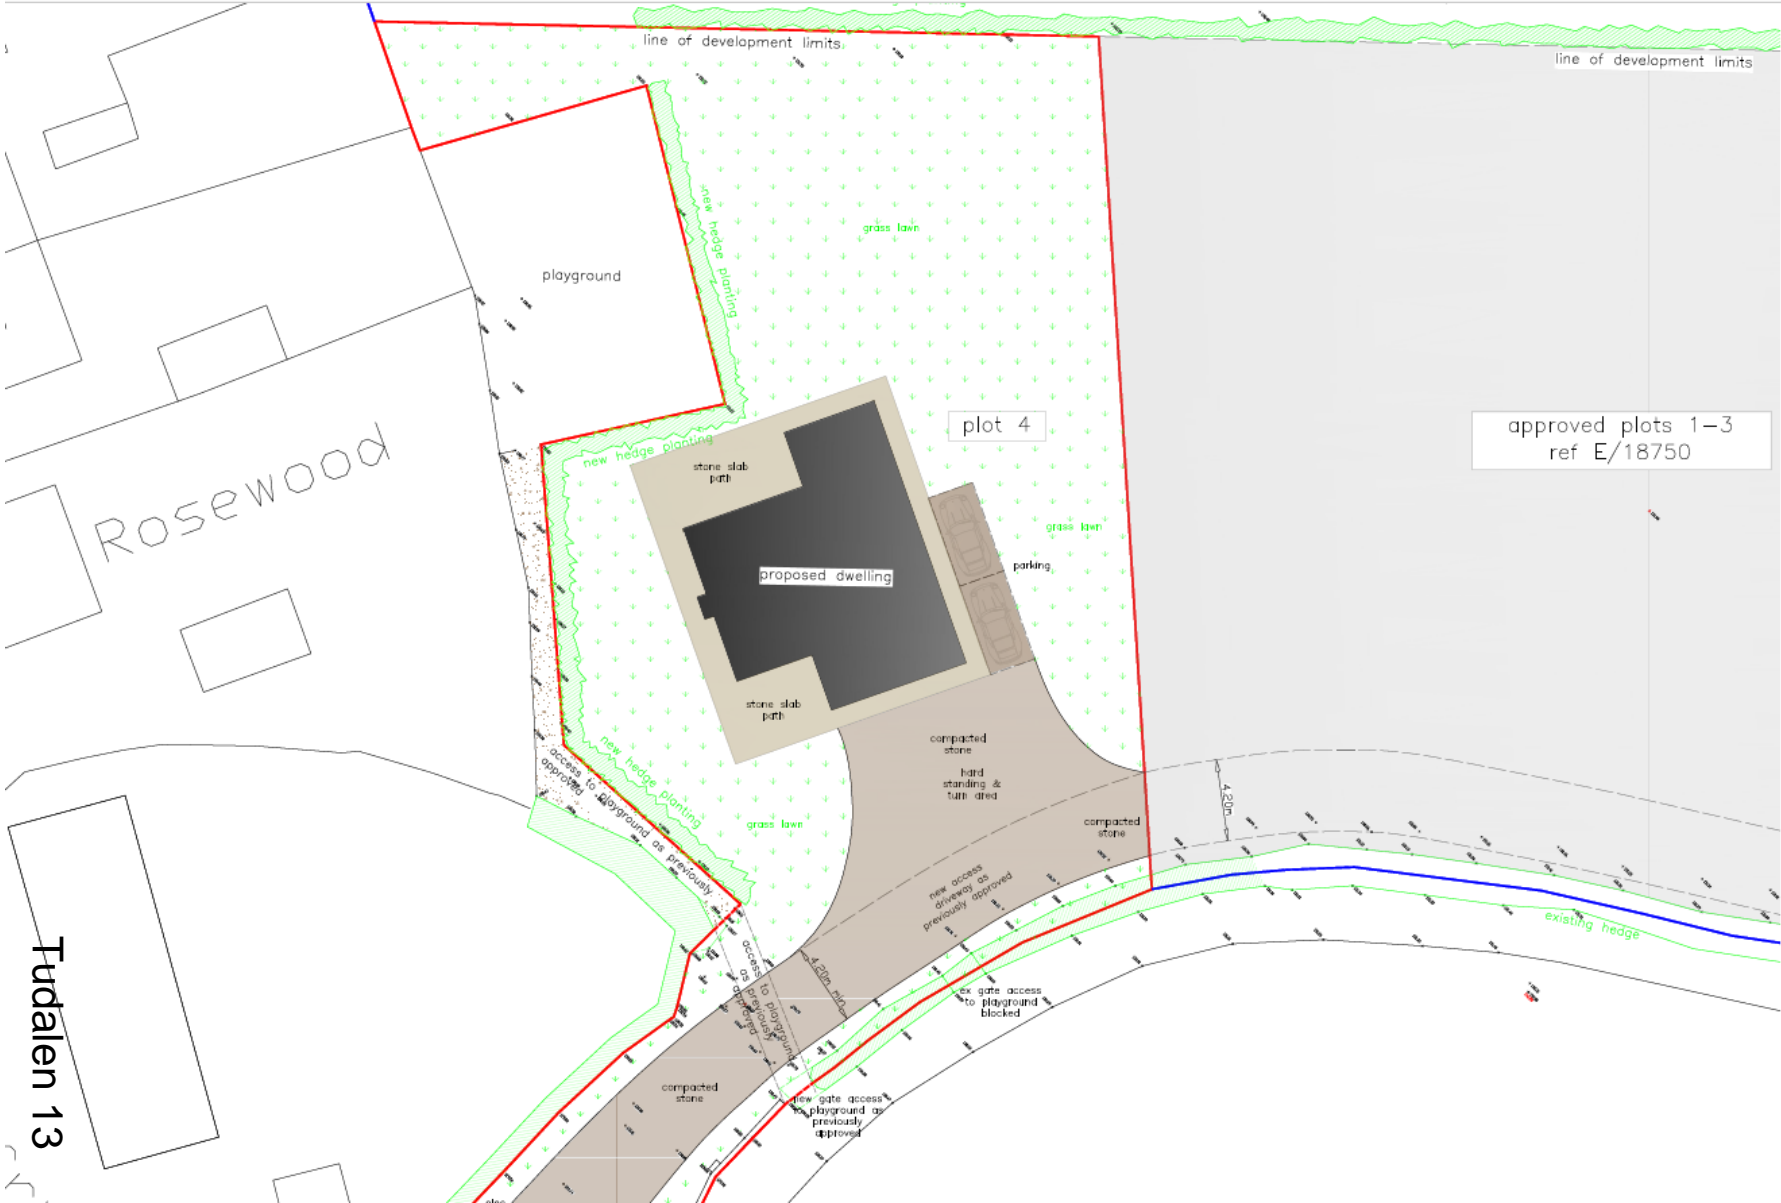 line of development limits
line of development limits
new hedge planting
grass lawn
playground
plot 4
approved plots 1-3
ref E/18750
Rosewood
new hedge planting
stone slab
path
grass lawn
parking
proposed dwelling
stone slab
path
compacted
stone
hard
standing &
turn area
new hedge planting
access to playground as previously
approved
4.20m
compacted
stone
grass lawn
new access
driveway as
previously approved
existing hedge
access to playground
as previously
approved
4.20m min
ex gate access
to playground
blocked
compacted
stone
new gate access
to playground as
previously
approved
Tudalen 13